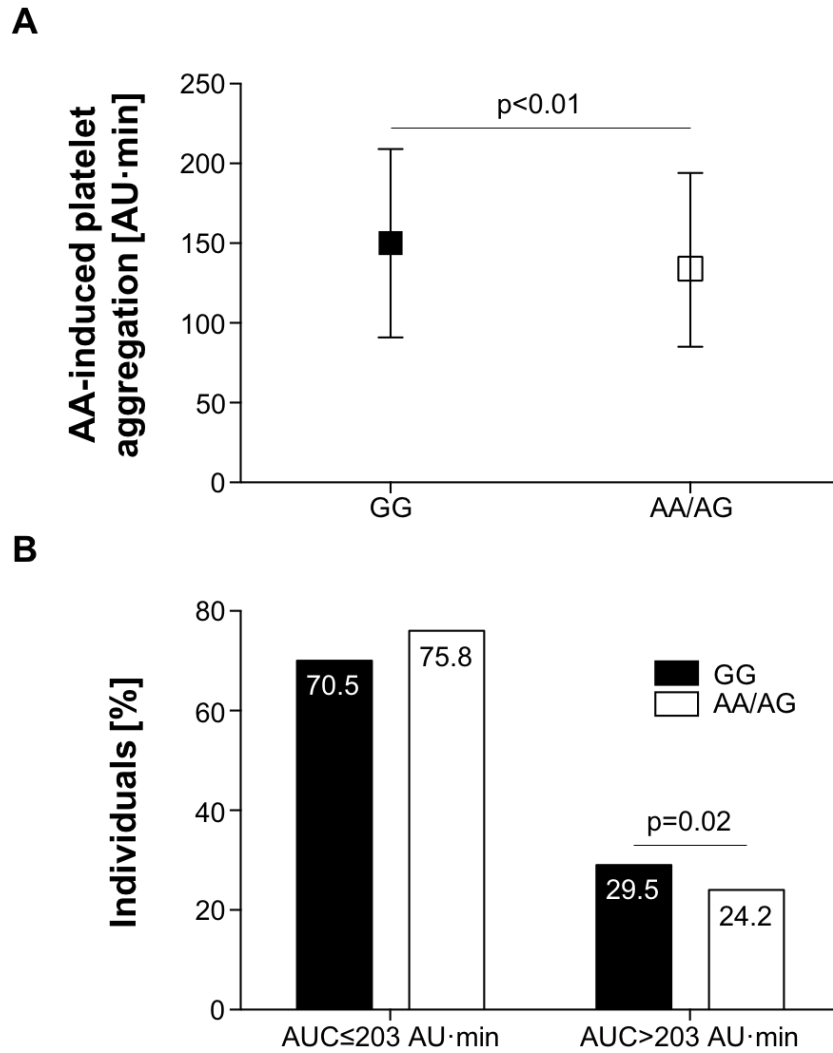 A
AA-induced platelet
aggregation [AU·min]
250
200
150
100
50
0
p<0.01
GG
AA/AG
B
Individuals [%]
80
60
40
20
0
70.5
75.8
GG
AA/AG
p=0.02
29.5
24.2
AUC≤203 AU·min
AUC>203 AU·min